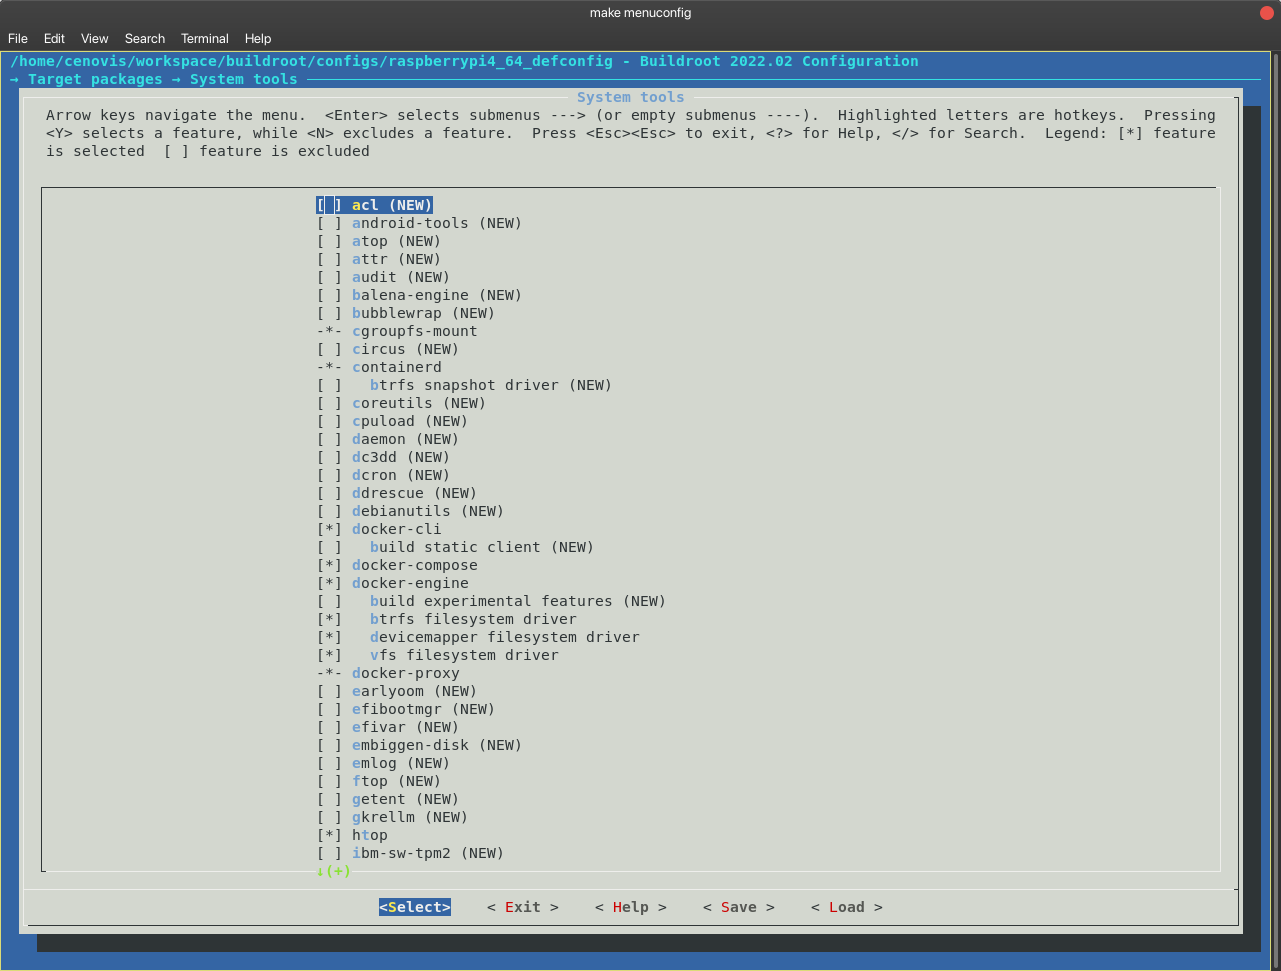 make menuconfig
File Edit View Search Terminal Help
/home/cenovis/workspace/buildroot/configs/raspberrypi4_64_defconfig - Buildroot 2022.02 Configuration
→ Target packages → System tools
System tools
Arrow keys navigate the menu.  <Enter> selects submenus ---> (or empty submenus ----).  Highlighted letters are hotkeys.  Pressing
<Y> selects a feature, while <N> excludes a feature.  Press <Esc><Esc> to exit, <?> for Help, </> for Search.  Legend: [*] feature
is selected  [ ] feature is excluded
[ ] acl (NEW)
[ ] android-tools (NEW)
[ ] atop (NEW)
[ ] attr (NEW)
[ ] audit (NEW)
[ ] balena-engine (NEW)
[ ] bubblewrap (NEW)
-*- cgroupfs-mount
[ ] circus (NEW)
-*- containerd
[ ]   btrfs snapshot driver (NEW)
[ ] coreutils (NEW)
[ ] cpuload (NEW)
[ ] daemon (NEW)
[ ] dc3dd (NEW)
[ ] dcron (NEW)
[ ] ddrescue (NEW)
[ ] debianutils (NEW)
[*] docker-cli
[ ]   build static client (NEW)
[*] docker-compose
[*] docker-engine
[ ]   build experimental features (NEW)
[*]   btrfs filesystem driver
[*]   devicemapper filesystem driver
[*]   vfs filesystem driver
-*- docker-proxy
[ ] earlyoom (NEW)
[ ] efibootmgr (NEW)
[ ] efivar (NEW)
[ ] embiggen-disk (NEW)
[ ] emlog (NEW)
[ ] ftop (NEW)
[ ] getent (NEW)
[ ] gkrellm (NEW)
[*] htop
[ ] ibm-sw-tpm2 (NEW)
↓(+)
<Select>    < Exit >    < Help >    < Save >    < Load >